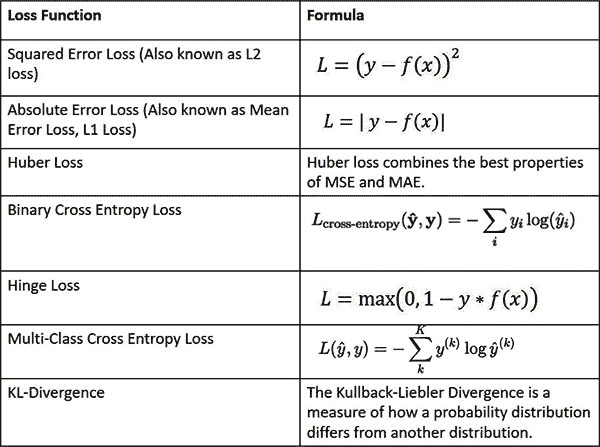 Loss Function
Formula
Squared Error Loss (Also known as L2
loss)
L = (y − f(x))²
Absolute Error Loss (Also known as Mean
Error Loss, L1 Loss)
L = | y − f(x)|
Huber Loss
Huber loss combines the best properties
of MSE and MAE.
Binary Cross Entropy Loss
L_cross-entropy(ŷ, y) = − ∑_i y_i log(ŷ_i)
Hinge Loss
L = max(0, 1 − y * f(x))
Multi-Class Cross Entropy Loss
L(ŷ, y) = − ∑_k^K y^(k) log ŷ^(k)
KL-Divergence
The Kullback-Liebler Divergence is a
measure of how a probability distribution
differs from another distribution.